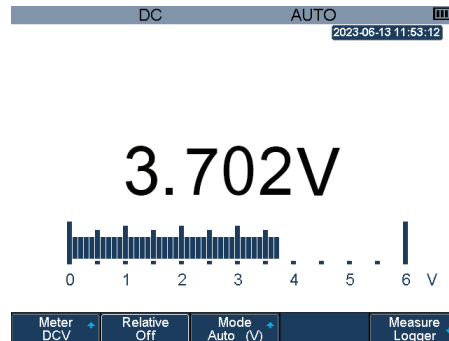 DC AUTO
2023-06-13 11:53:12
3.702V
0 1 2 3 4 5 6 V
Meter Relative Mode Measure
DCV Off Auto (V) Logger